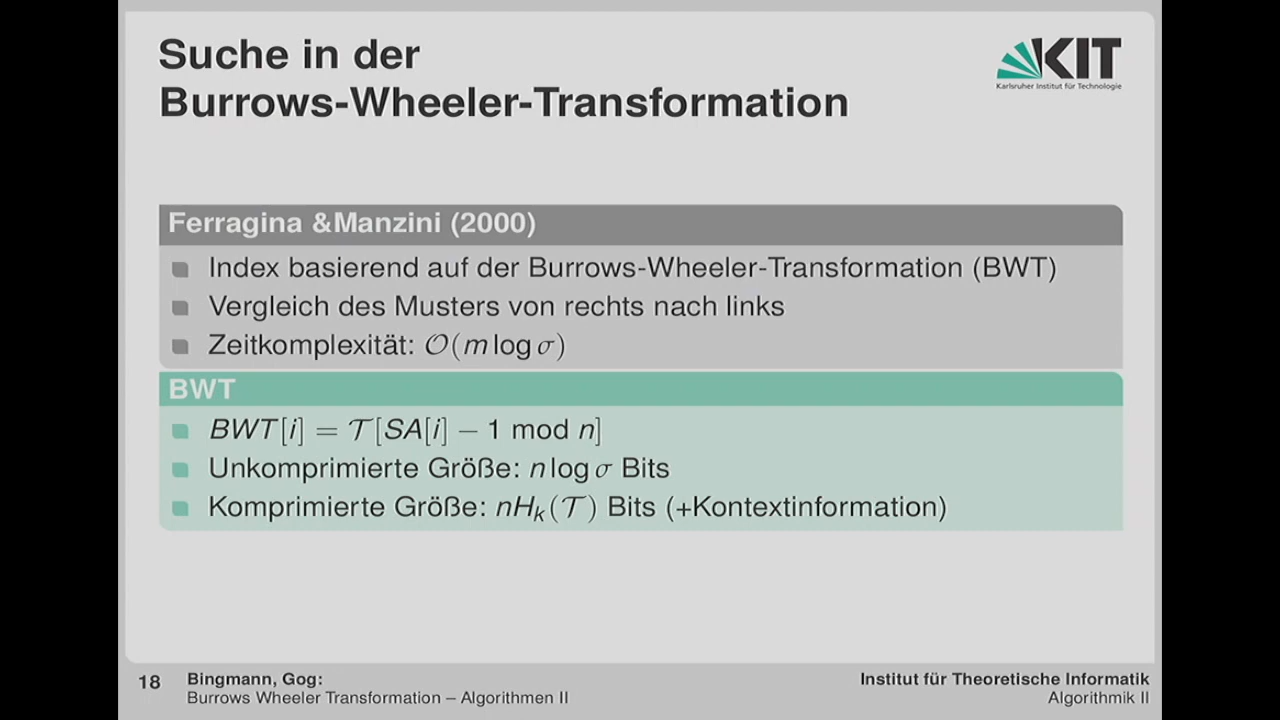 Suche in der
Burrows-Wheeler-Transformation
KIT
Karlsruher Institut für Technologie
Ferragina &Manzini (2000)
Index basierend auf der Burrows-Wheeler-Transformation (BWT)
Vergleich des Musters von rechts nach links
Zeitkomplexität: 𝒪(m log σ)
BWT
BWT[i] = 𝒯[SA[i] − 1 mod n]
Unkomprimierte Größe: n log σ Bits
Komprimierte Größe: nHₖ(𝒯) Bits (+Kontextinformation)
18 Bingmann, Gog: Institut für Theoretische Informatik
Burrows Wheeler Transformation – Algorithmen II Algorithmik II